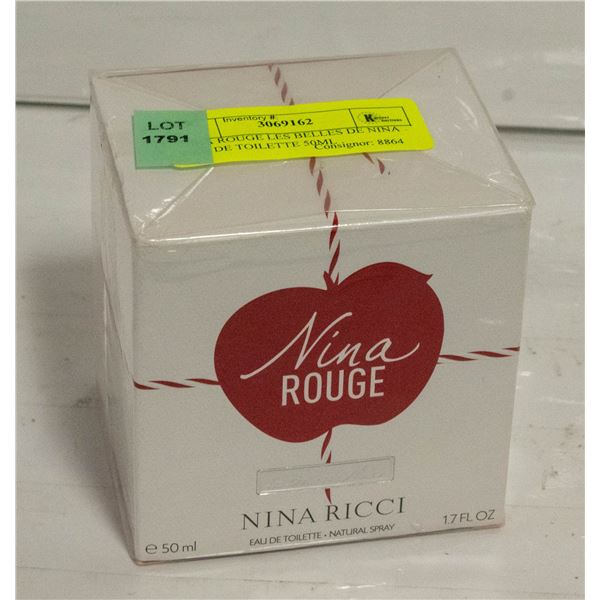 LOT
1791
Inventory #:
3069162
ROUGE LES BELLES DE NINA
DE TOILETTE 50ML
Consignor: 8864
Nina
ROUGE
NINA RICCI
EAU DE TOILETTE • NATURAL SPRAY
e 50 ml
1.7 FL OZ